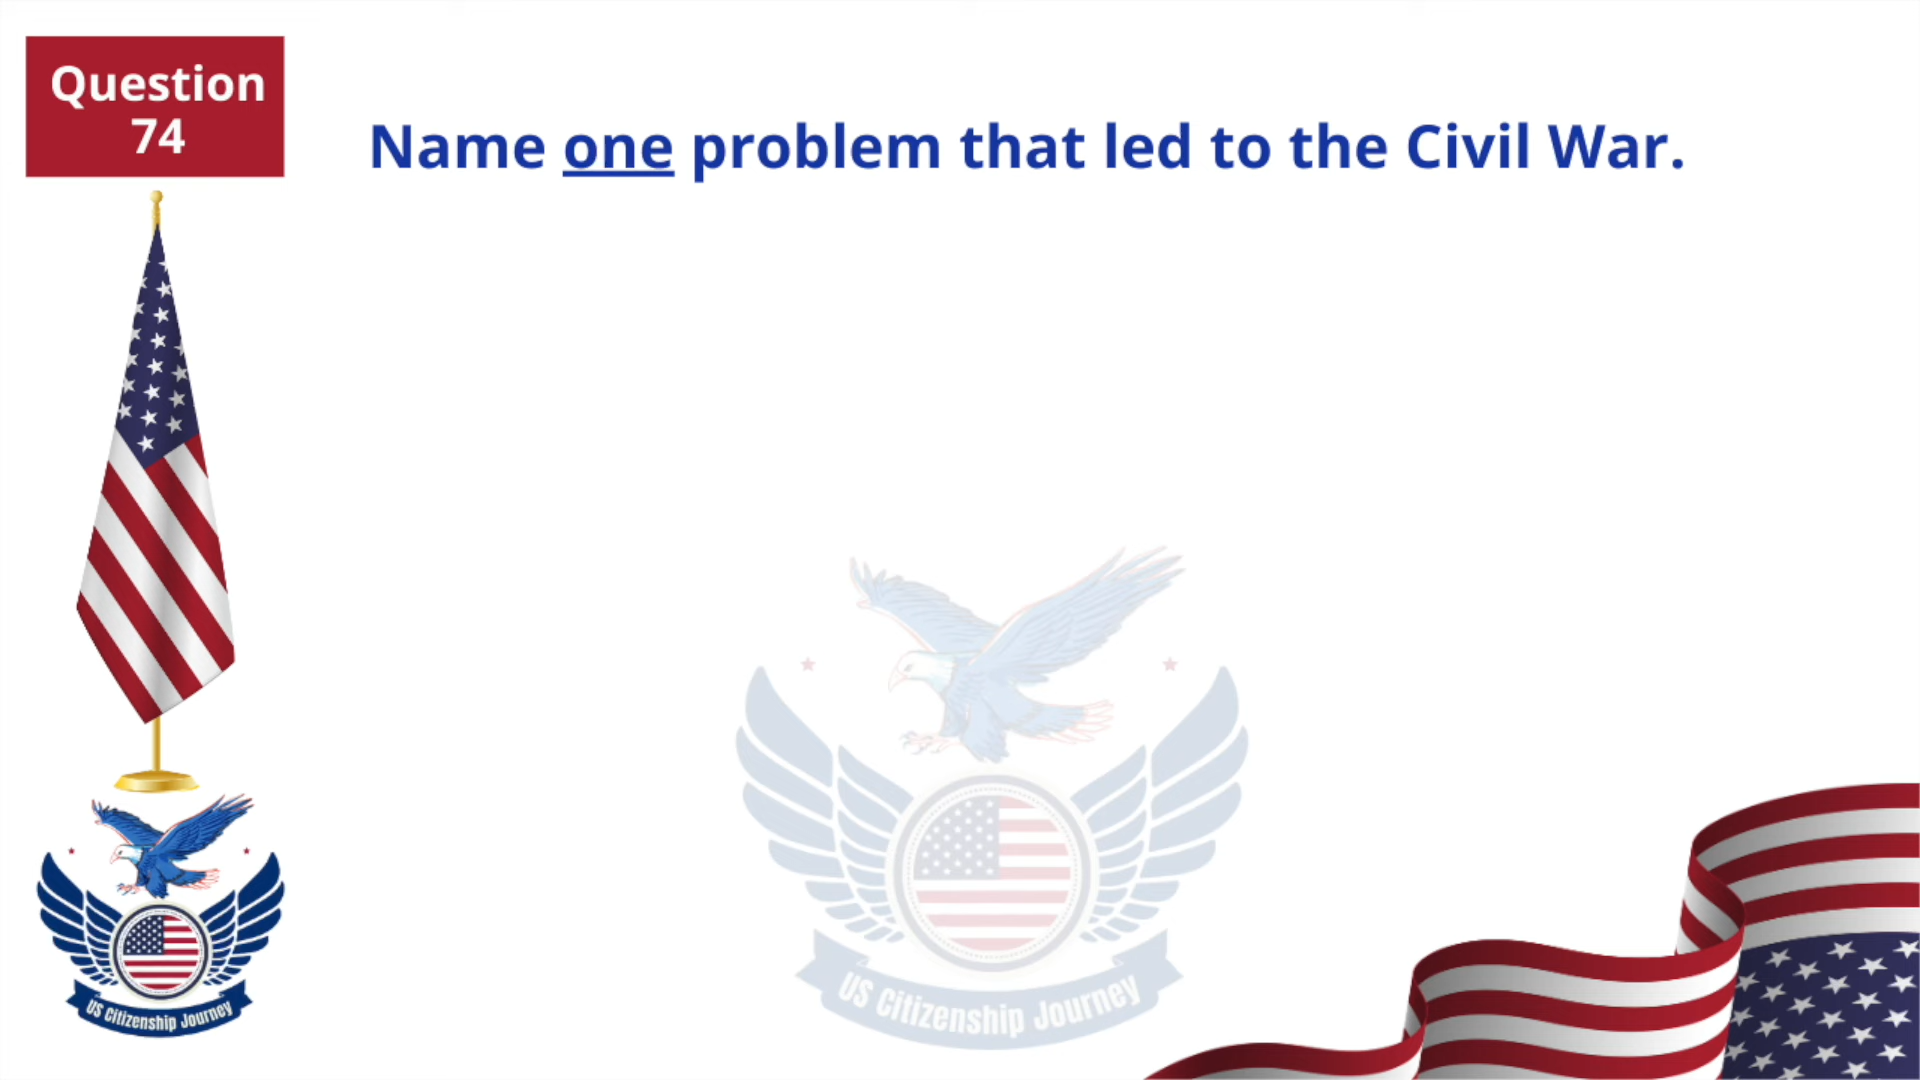 Question
74
Name one problem that led to the Civil War.
US Citizenship Journey
US Citizenship Journey